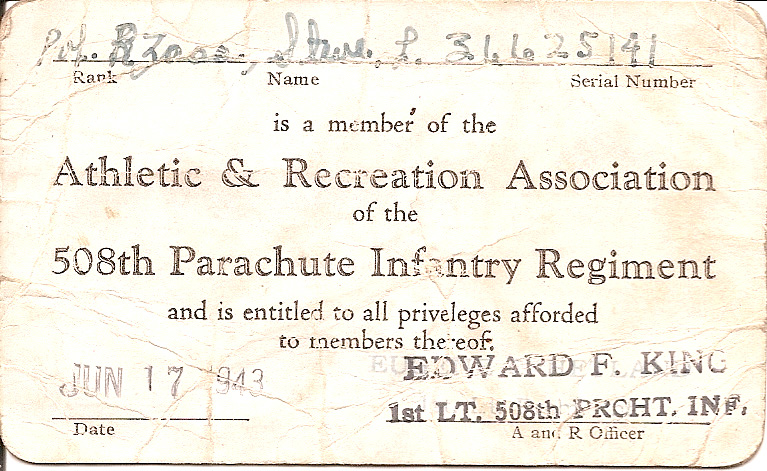 L. 36625141
Rank Name Serial Number
is a member of the
Athletic & Recreation Association
of the
508th Parachute Infantry Regiment
and is entitled to all priveleges afforded
to members thereof.
JUN 17 1943
EDWARD F. KING
1st LT. 508th PRCHT. INF.
Date
A and R Officer